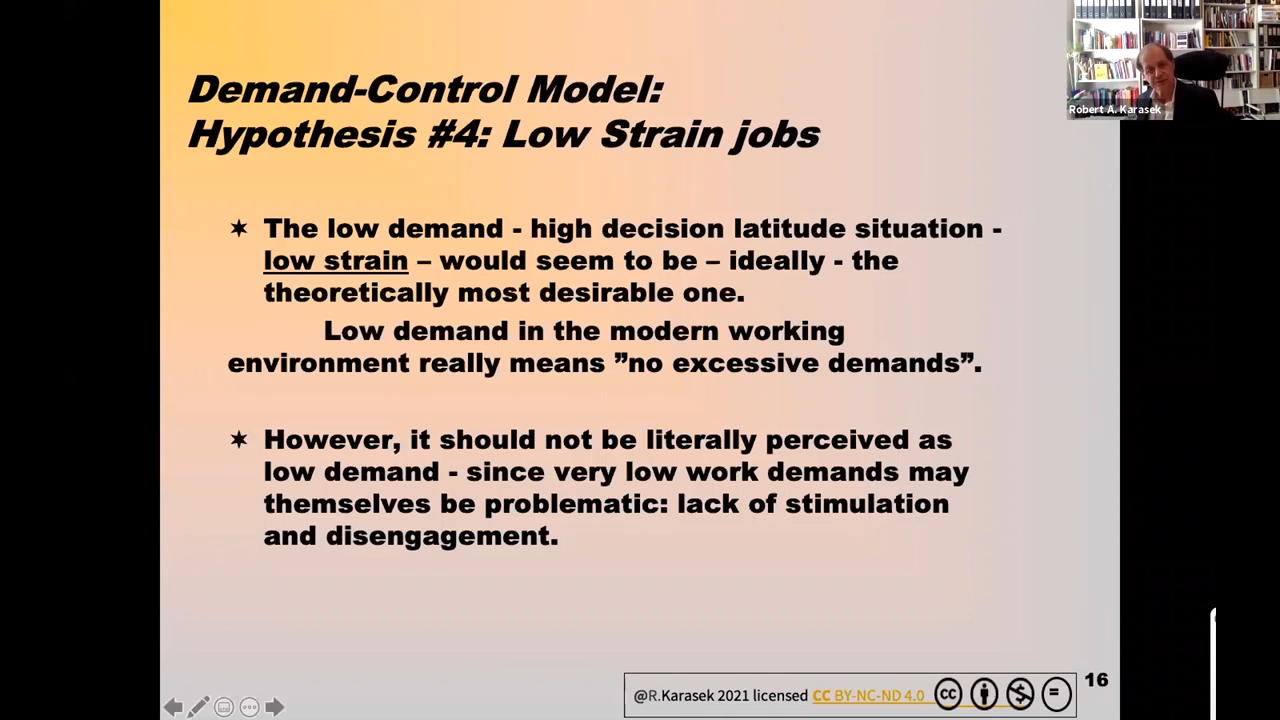 Demand-Control Model:
Hypothesis #4: Low Strain jobs
Robert A. Karasek
✶ The low demand - high decision latitude situation -
low strain – would seem to be – ideally - the
theoretically most desirable one.
Low demand in the modern working
environment really means ”no excessive demands”.
✶ However, it should not be literally perceived as
low demand - since very low work demands may
themselves be problematic: lack of stimulation
and disengagement.
@R.Karasek 2021 licensed CC BY-NC-ND 4.0
16